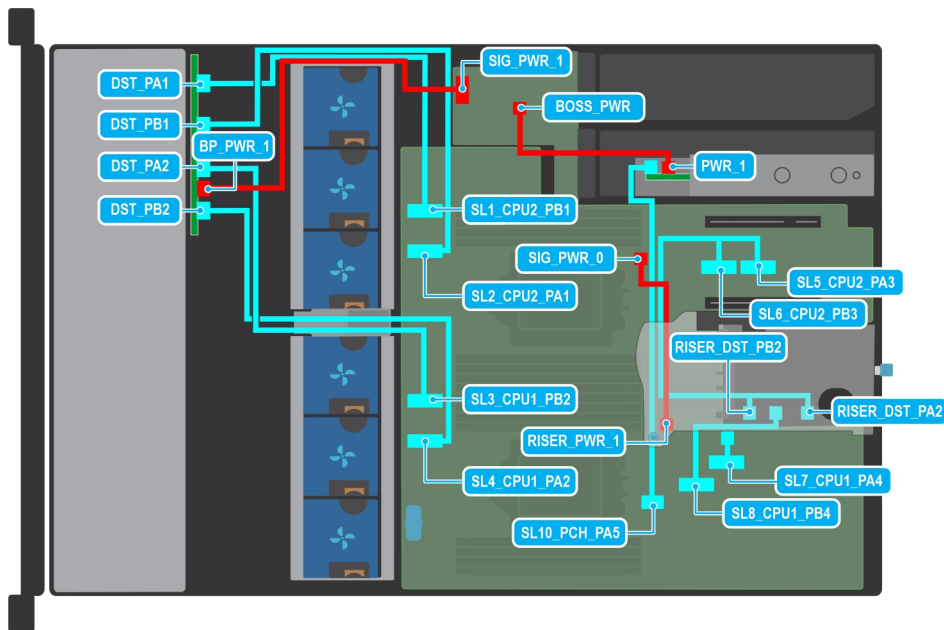 SIG_PWR_1
DST_PA1
BOSS_PWR
DST_PB1
BP_PWR_1
DST_PA2
PWR_1
DST_PB2
SL1_CPU2_PB1
SIG_PWR_0
SL5_CPU2_PA3
SL2_CPU2_PA1
SL6_CPU2_PB3
RISER_DST_PB2
SL3_CPU1_PB2
RISER_DST_PA2
RISER_PWR_1
SL4_CPU1_PA2
SL7_CPU1_PA4
SL8_CPU1_PB4
SL10_PCH_PA5